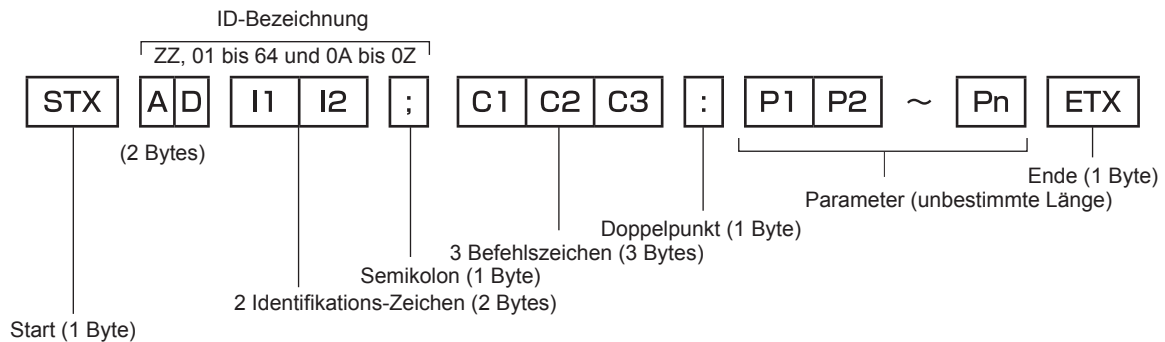 ID-Bezeichnung
ZZ, 01 bis 64 und 0A bis 0Z
STX A D I1 I2 ; C1 C2 C3 : P1 P2 ～ Pn ETX
(2 Bytes)
Ende (1 Byte)
Parameter (unbestimmte Länge)
Doppelpunkt (1 Byte)
3 Befehlszeichen (3 Bytes)
Semikolon (1 Byte)
2 Identifikations-Zeichen (2 Bytes)
Start (1 Byte)